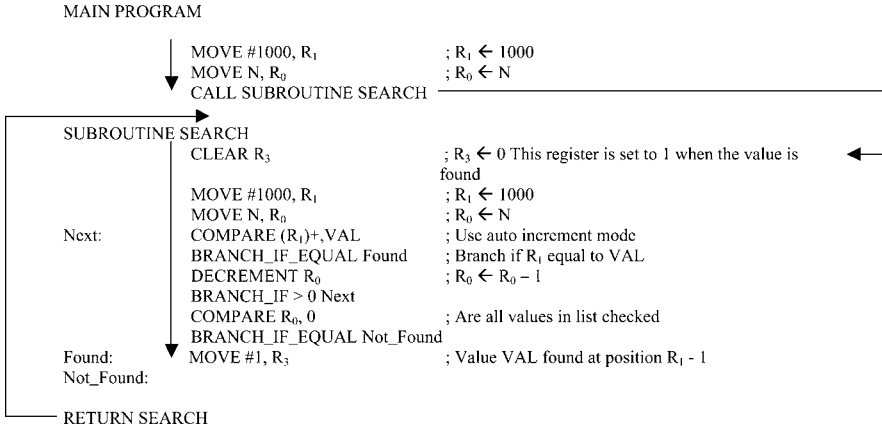 MAIN PROGRAM
MOVE #1000, R₁ ; R₁ ← 1000
MOVE N, R₀ ; R₀ ← N
CALL SUBROUTINE SEARCH
SUBROUTINE SEARCH
CLEAR R₃ ; R₃ ← 0 This register is set to 1 when the value is
found
MOVE #1000, R₁ ; R₁ ← 1000
MOVE N, R₀ ; R₀ ← N
Next: COMPARE (R₁)+,VAL ; Use auto increment mode
BRANCH_IF_EQUAL Found ; Branch if R₁ equal to VAL
DECREMENT R₀ ; R₀ ← R₀ – 1
BRANCH_IF > 0 Next
COMPARE R₀, 0 ; Are all values in list checked
BRANCH_IF_EQUAL Not_Found
Found: MOVE #1, R₃ ; Value VAL found at position R₁ - 1
Not_Found:
RETURN SEARCH